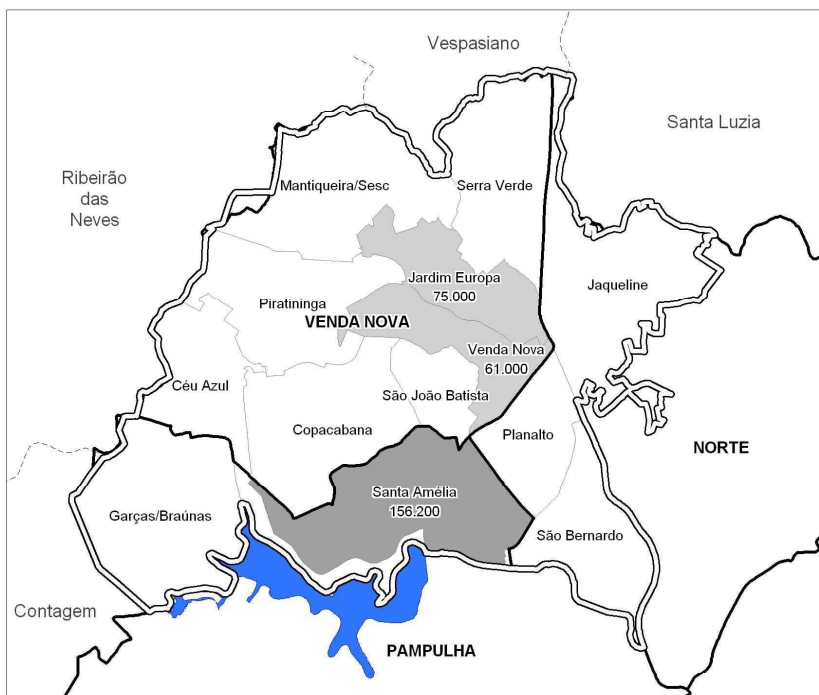 Vespasiano
Santa Luzia
Ribeirão
das
Neves
Mantiqueira/Sesc
Serra Verde
Jardim Europa
75.000
Jaqueline
Piratininga
VENDA NOVA
Venda Nova
61.000
Céu Azul
São João Batista
Copacabana
Planalto
NORTE
Santa Amélia
156.200
Garças/Braúnas
São Bernardo
Contagem
PAMPULHA